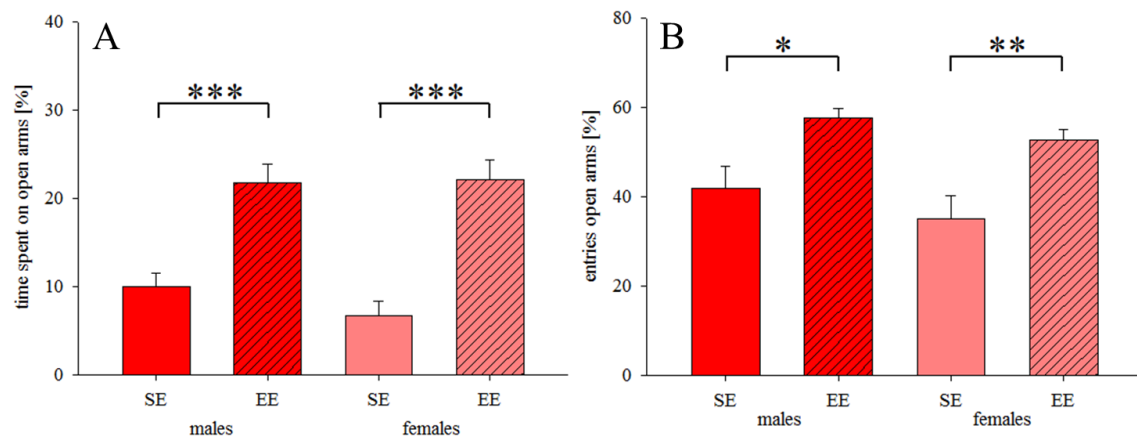 A
time spent on open arms [%]
40
30
20
10
0
***
***
SE
EE
SE
EE
males
females
B
entries open arms [%]
80
60
40
20
0
*
**
SE
EE
SE
EE
males
females